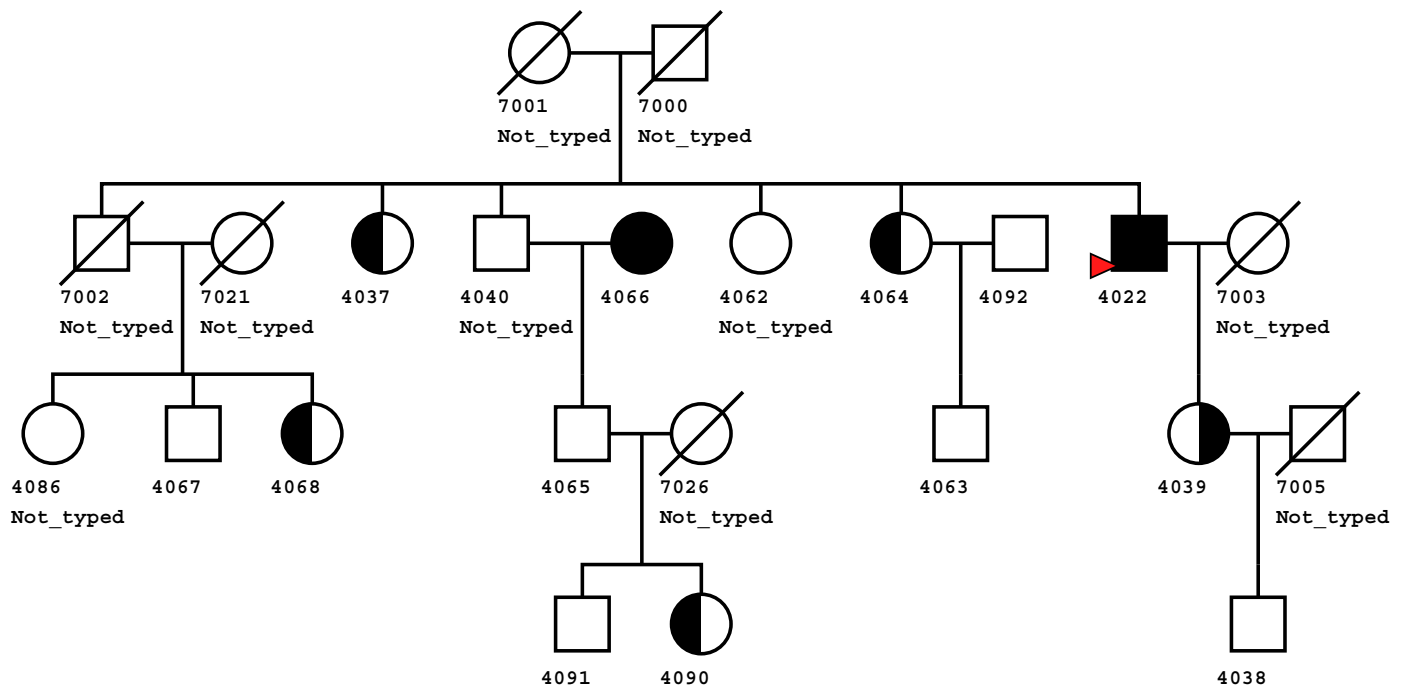 7001 7000
Not_typed Not_typed
7002 7021 4037 4040 4066 4062 4064 4092 4022 7003
Not_typed Not_typed Not_typed Not_typed Not_typed
4086 4067 4068 4065 7026 4063 4039 7005
Not_typed Not_typed Not_typed
4091 4090 4038